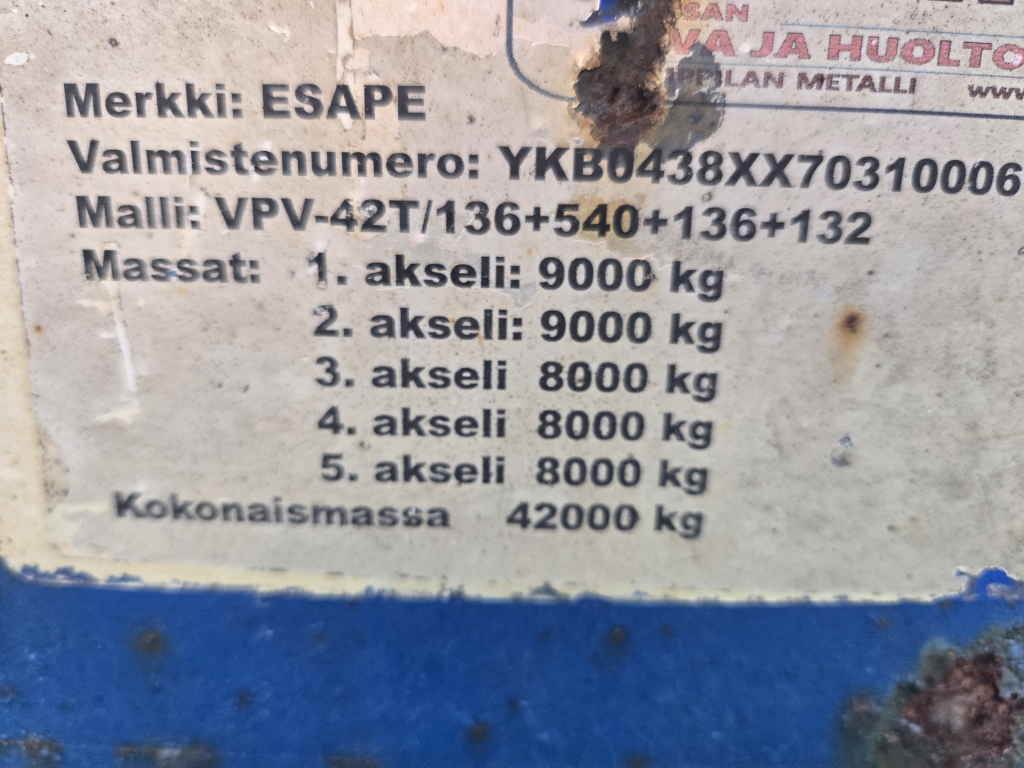 SAN
VA JA HUOLTO
PPILAN METALLI www
Merkki: ESAPE
Valmistenumero: YKB0438XX70310006
Malli: VPV-42T/136+540+136+132
Massat: 1. akseli: 9000 kg
2. akseli: 9000 kg
3. akseli 8000 kg
4. akseli 8000 kg
5. akseli 8000 kg
Kokonaismassa 42000 kg